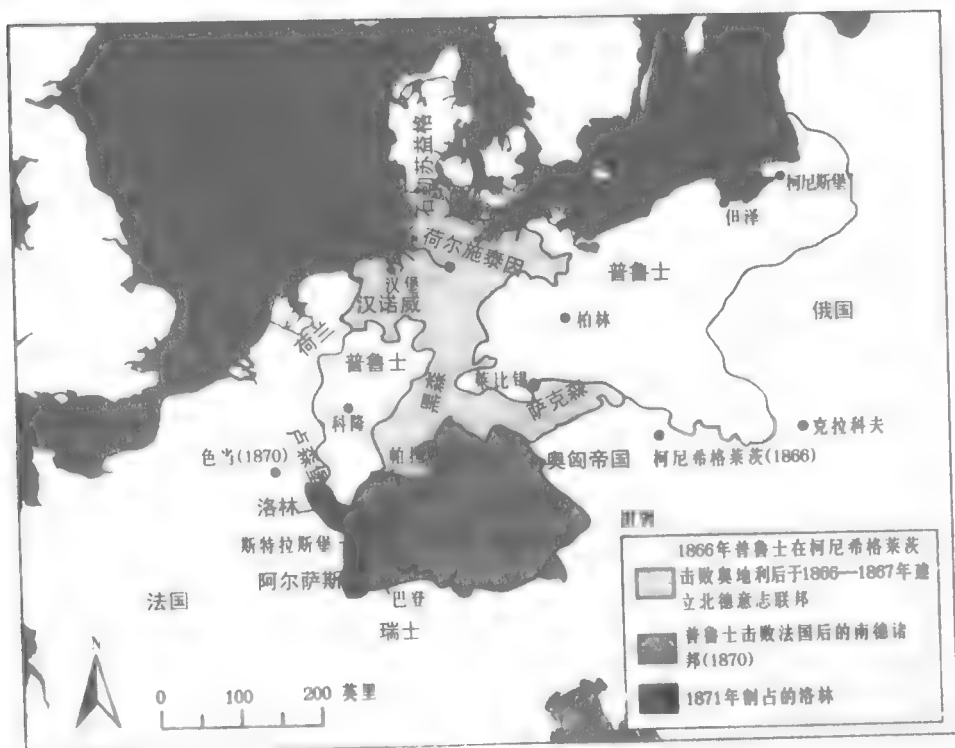 石勒苏益格
柯尼斯堡
但泽
荷尔施泰因
普鲁士
汉堡
汉诺威
俄国
柏林
荷兰
普鲁士
莱比锡
黑森
萨克森
科隆
克拉科夫
卢森堡
色当(1870)
奥匈帝国
柯尼希格莱茨(1866)
洛林
斯特拉斯堡
阿尔萨斯
法国
巴登
瑞士
图例
1866年普鲁士在柯尼希格莱茨
击败奥地利后于1866—1867年建
立北德意志联邦
普鲁士击败法国后的南德诸
邦(1870)
1871年割占的洛林
N
0 100 200 英里